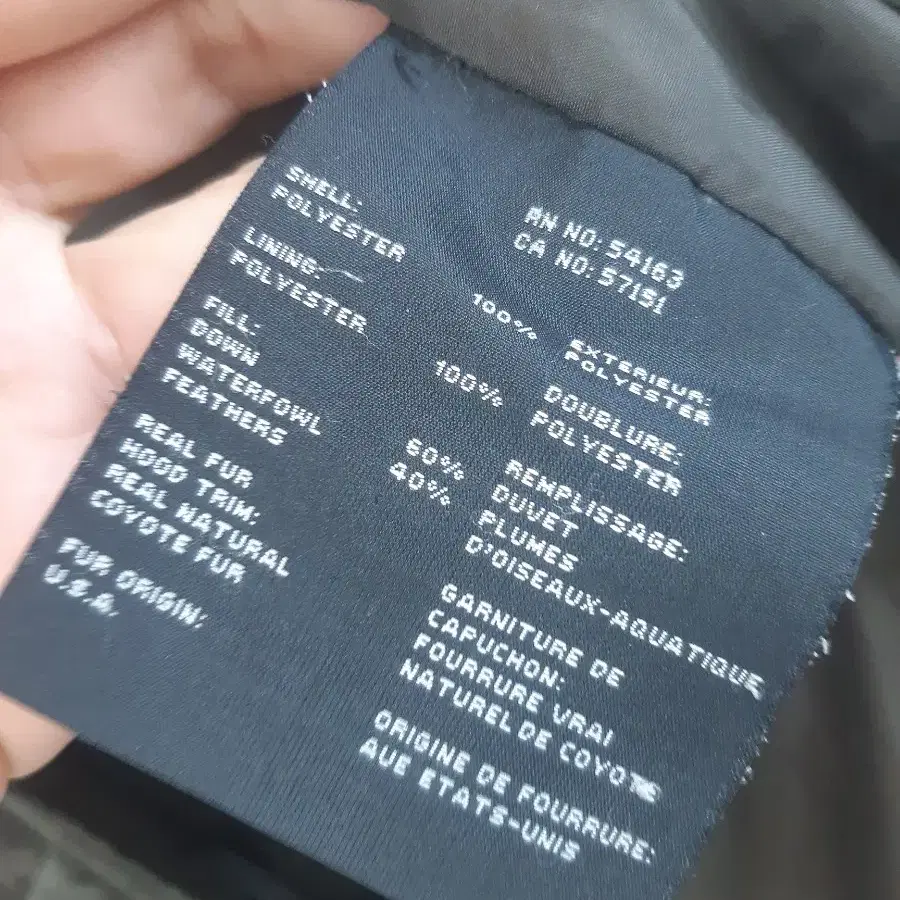 RN NO: 54163
CA NO: 57151
SHELL:
POLYESTER 100%
LINING:
POLYESTER 100%
FILL:
DOWN 60%
WATERFOWL 40%
FEATHERS
REAL FUR
HOOD TRIM:
REAL NATURAL
COYOTE FUR
FUR ORIGIN:
U.S.A.
EXTERIEUR:
POLYESTER
DOUBLURE:
POLYESTER
REMPLISSAGE:
DUVET
PLUMES
D'OISEAUX-AQUATIQUE
GARNITURE DE
CAPUCHON:
FOURRURE VRAI
NATUREL DE COYOTE
ORIGINE DE FOURRURE:
AUE ETATS-UNIS